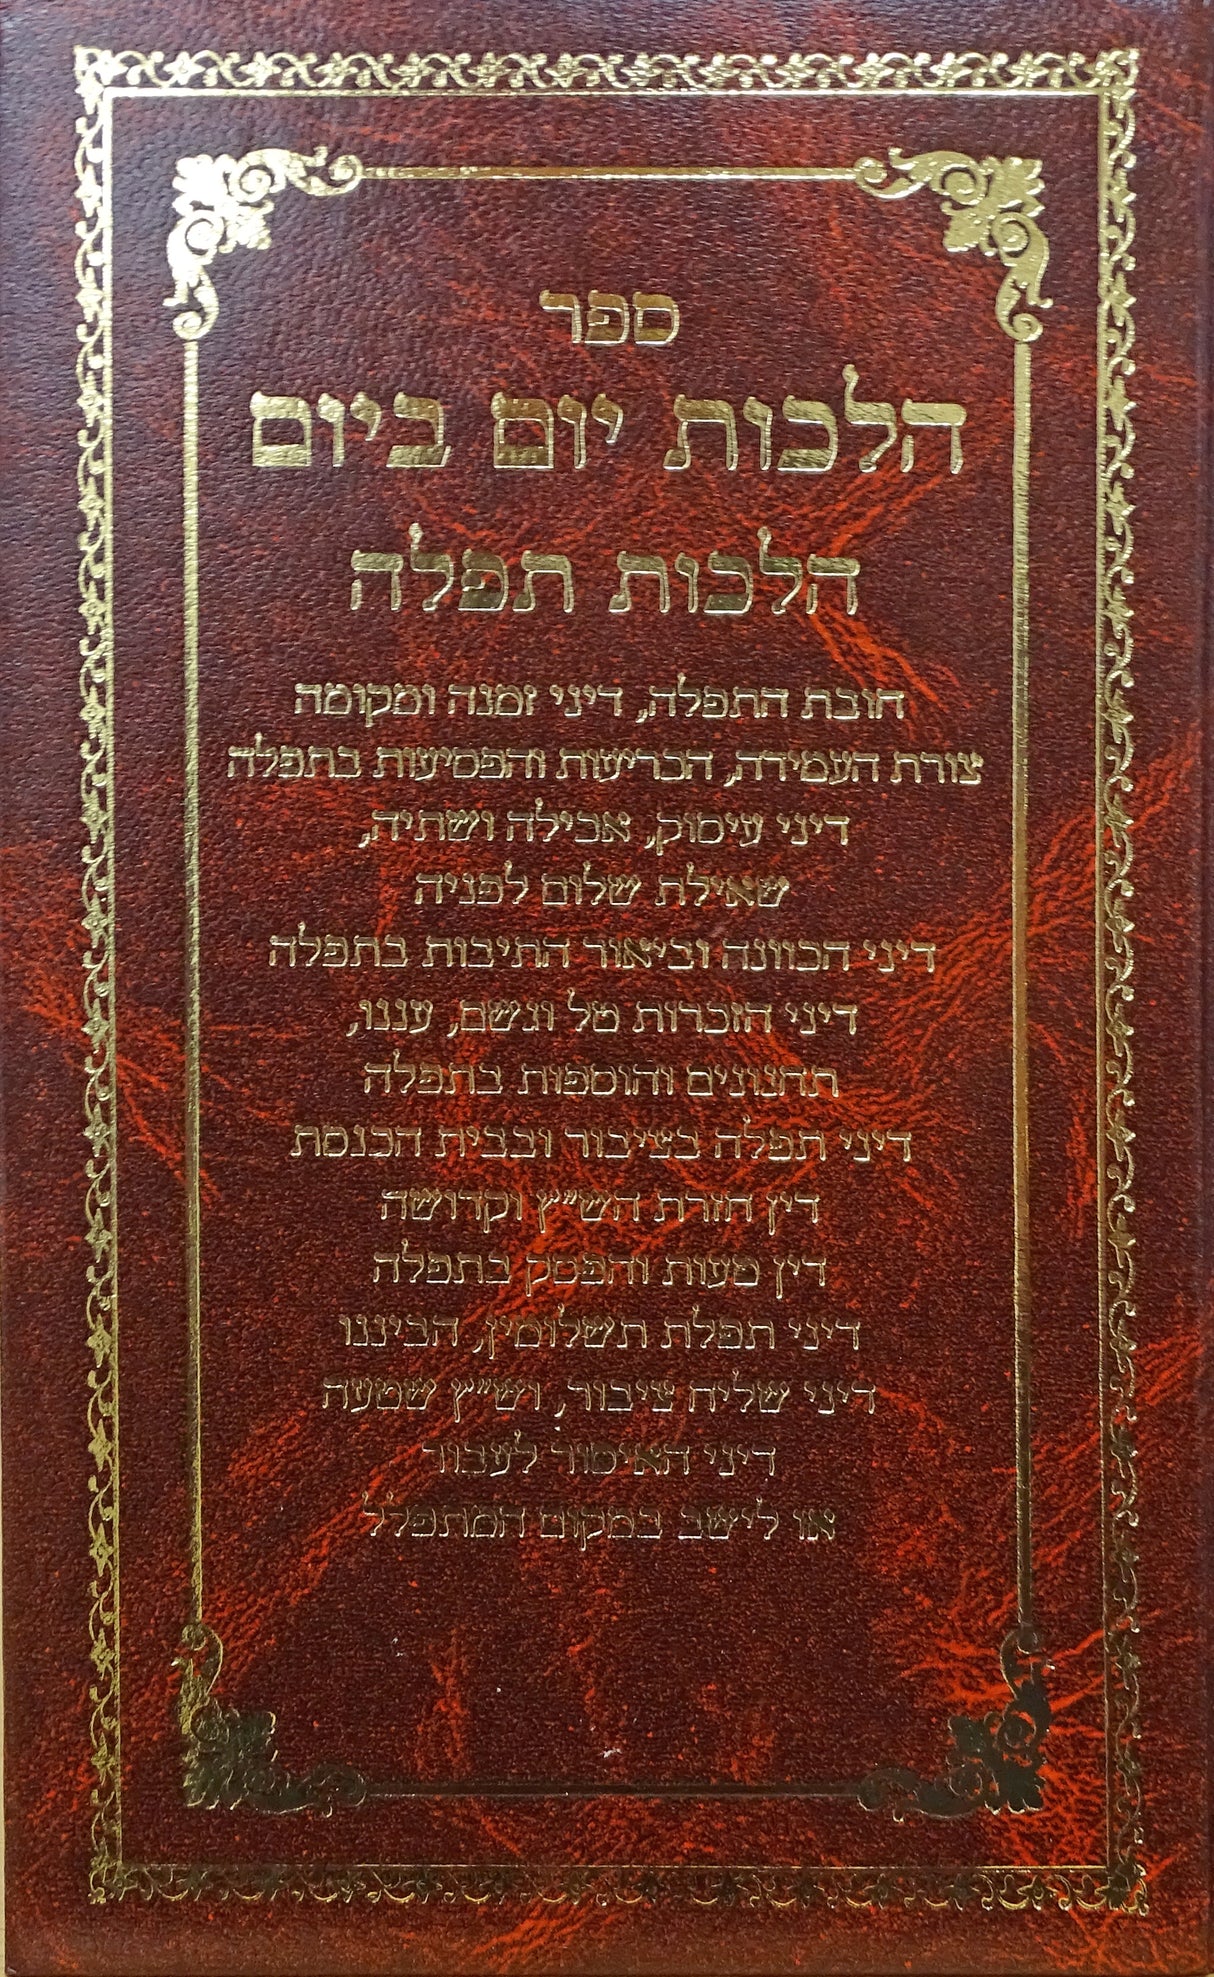 ספר
הלכות יום ביום
הלכות תפלה
חובת התפלה, דיני זמנה ומקומה
צורת העמידה, הכריעות והפסיעות בתפלה
דיני עיסוק, אכילה ושתיה,
שאילת שלום לפניה
דיני הכוונה וביאור התיבות בתפלה
דיני הזכרות טל וגשם, עננו,
תחנונים והוספות בתפלה
דיני תפלה בציבור ובבית הכנסת
דין חזרת הש״ץ וקדושה
דין טעות והפסק בתפלה
דיני תפלת תשלומין, הביננו
דיני שליח ציבור, וש״ץ שטעה
דיני האיסור לעבור
או לישב במקום המתפלל